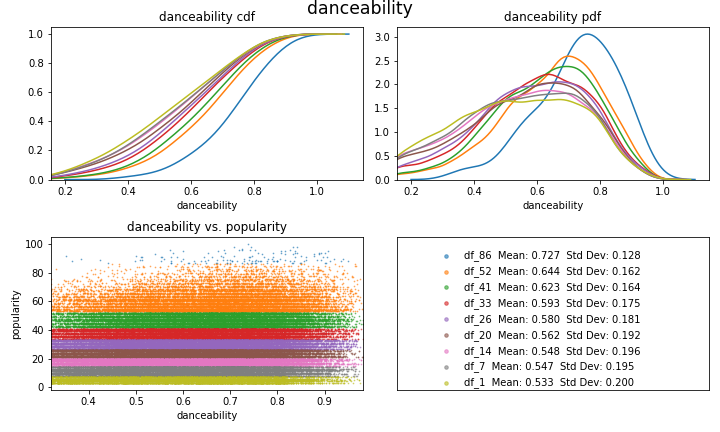 danceability
danceability cdf
1.0
0.8
0.6
0.4
0.2
0.0
0.2 0.4 0.6 0.8 1.0
danceability
danceability pdf
3.0
2.5
2.0
1.5
1.0
0.5
0.0
0.2 0.4 0.6 0.8 1.0
danceability
danceability vs. popularity
popularity
100
80
60
40
20
0
0.4 0.5 0.6 0.7 0.8 0.9
danceability
df_86 Mean: 0.727 Std Dev: 0.128
df_52 Mean: 0.644 Std Dev: 0.162
df_41 Mean: 0.623 Std Dev: 0.164
df_33 Mean: 0.593 Std Dev: 0.175
df_26 Mean: 0.580 Std Dev: 0.181
df_20 Mean: 0.562 Std Dev: 0.192
df_14 Mean: 0.548 Std Dev: 0.196
df_7 Mean: 0.547 Std Dev: 0.195
df_1 Mean: 0.533 Std Dev: 0.200